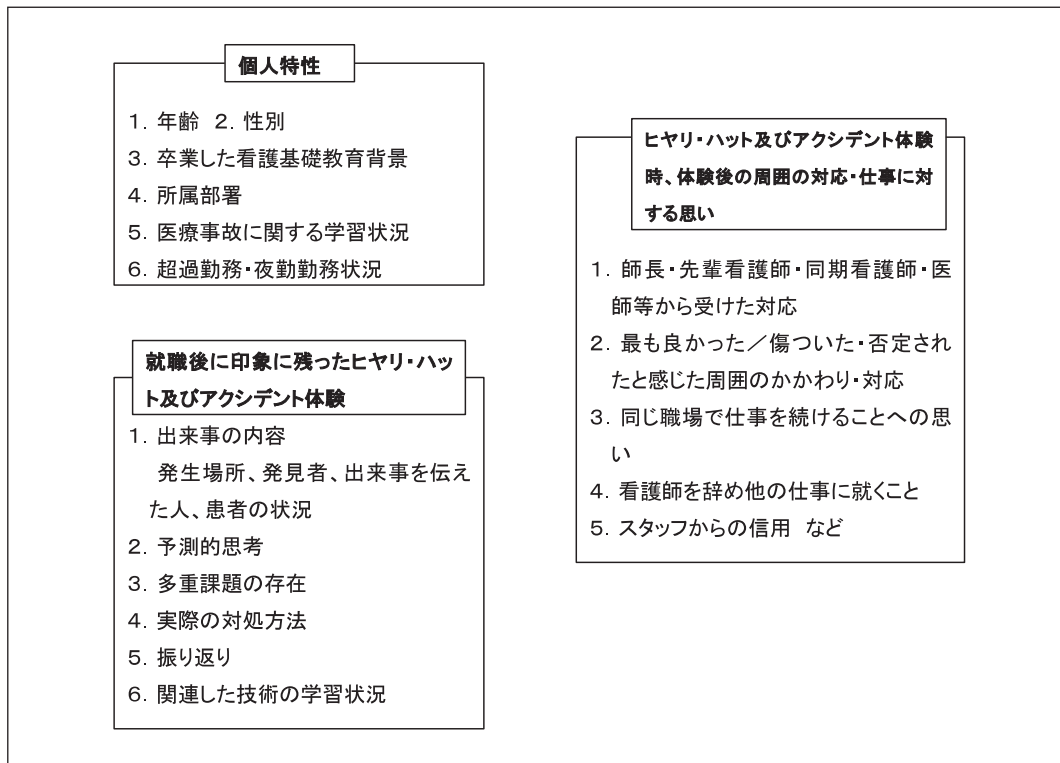 個人特性
1. 年齢 2. 性別
3. 卒業した看護基礎教育背景
4. 所属部署
5. 医療事故に関する学習状況
6. 超過勤務・夜勤勤務状況
就職後に印象に残ったヒヤリ・ハッ
ト及びアクシデント体験
1. 出来事の内容
発生場所、発見者、出来事を伝え
た人、患者の状況
2. 予測的思考
3. 多重課題の存在
4. 実際の対処方法
5. 振り返り
6. 関連した技術の学習状況
ヒヤリ・ハット及びアクシデント体験
時、体験後の周囲の対応・仕事に対
する思い
1. 師長・先輩看護師・同期看護師・医
師等から受けた対応
2. 最も良かった／傷ついた・否定され
たと感じた周囲のかかわり・対応
3. 同じ職場で仕事を続けることへの思
い
4. 看護師を辞め他の仕事に就くこと
5. スタッフからの信用 など